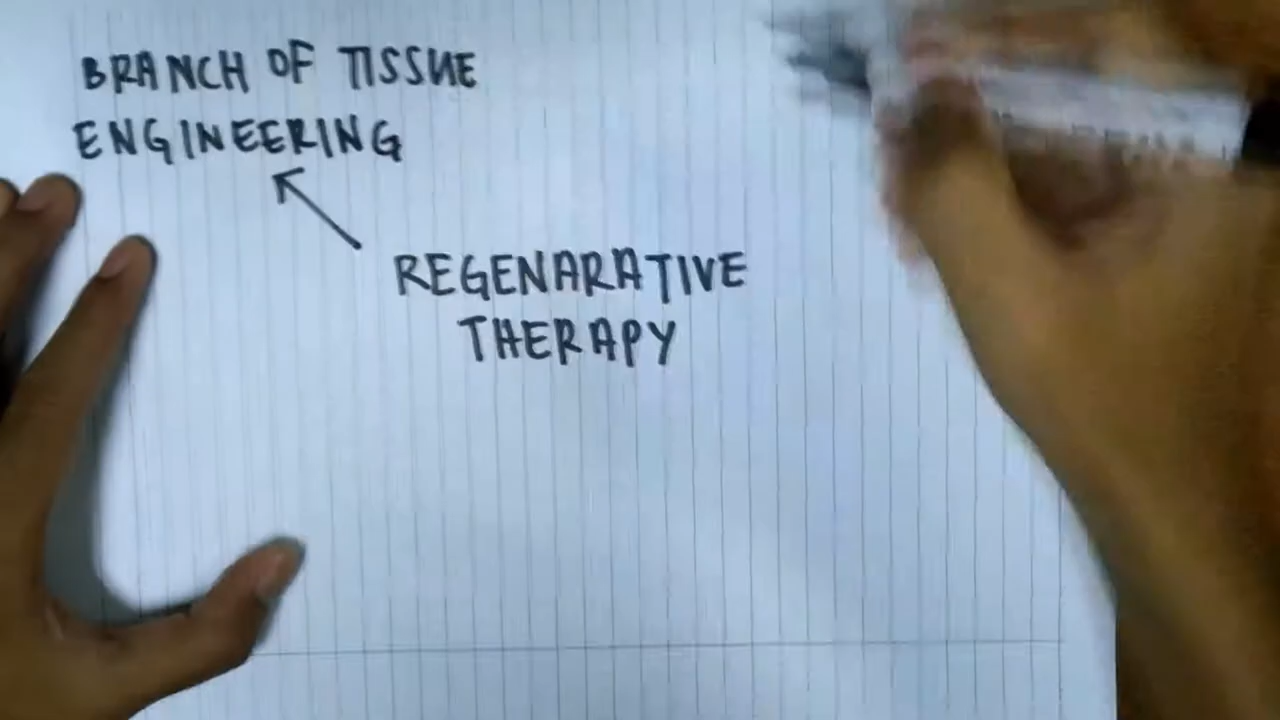 BRANCH OF TISSUE
ENGINEERING
REGENARATIVE
THERAPY